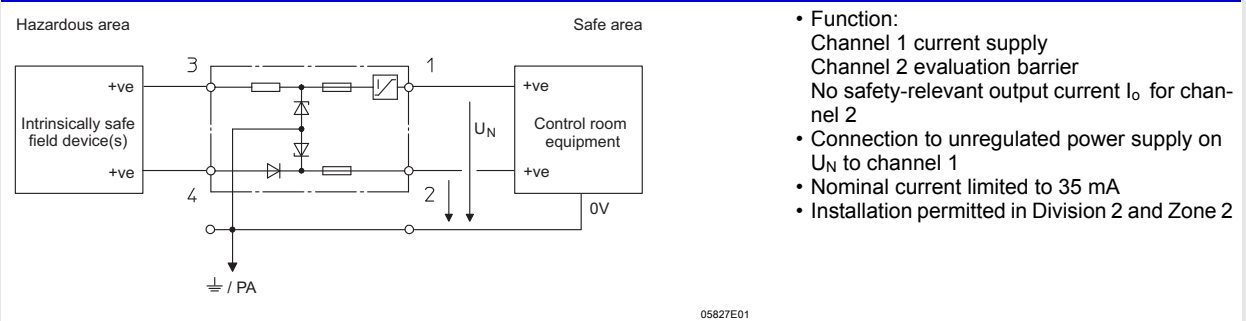 Hazardous area
Safe area
3
1
+ve
+ve
Intrinsically safe
field device(s)
U_N
Control room
equipment
+ve
+ve
4
2
0V
/ PA
05827E01
• Function:
Channel 1 current supply
Channel 2 evaluation barrier
No safety-relevant output current I_o for chan-
nel 2
• Connection to unregulated power supply on
U_N to channel 1
• Nominal current limited to 35 mA
• Installation permitted in Division 2 and Zone 2